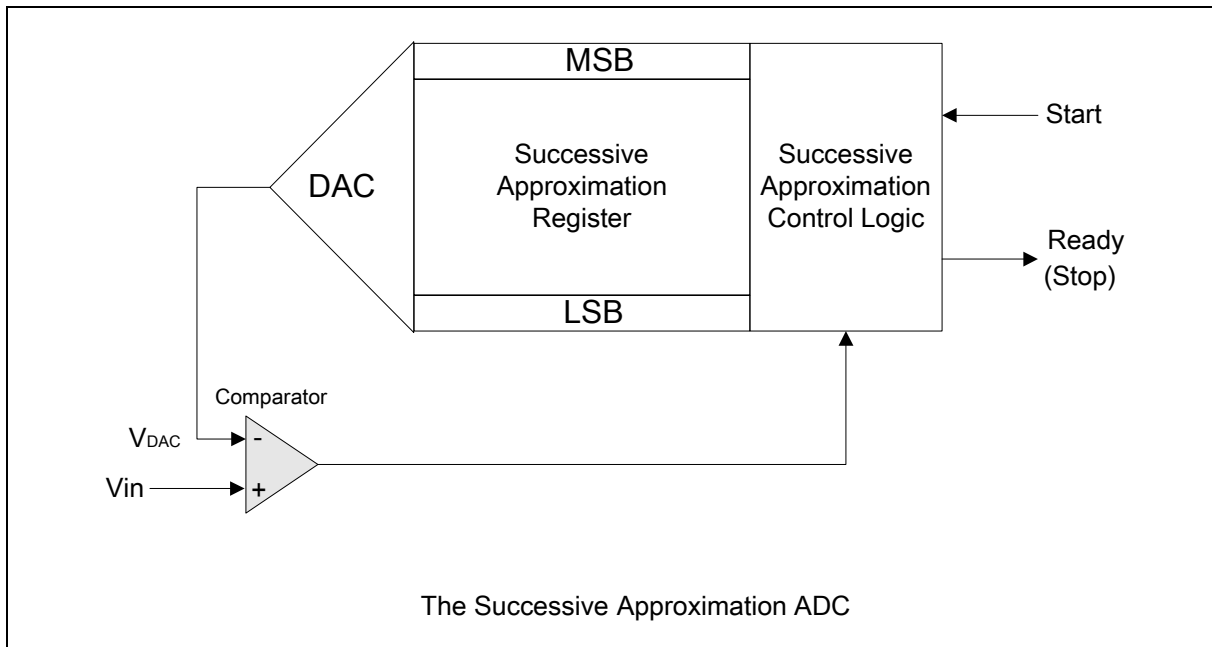 MSB
Start
DAC
Successive
Approximation
Register
Successive
Approximation
Control Logic
Ready
(Stop)
LSB
Comparator
VDAC
-
Vin
+
The Successive Approximation ADC